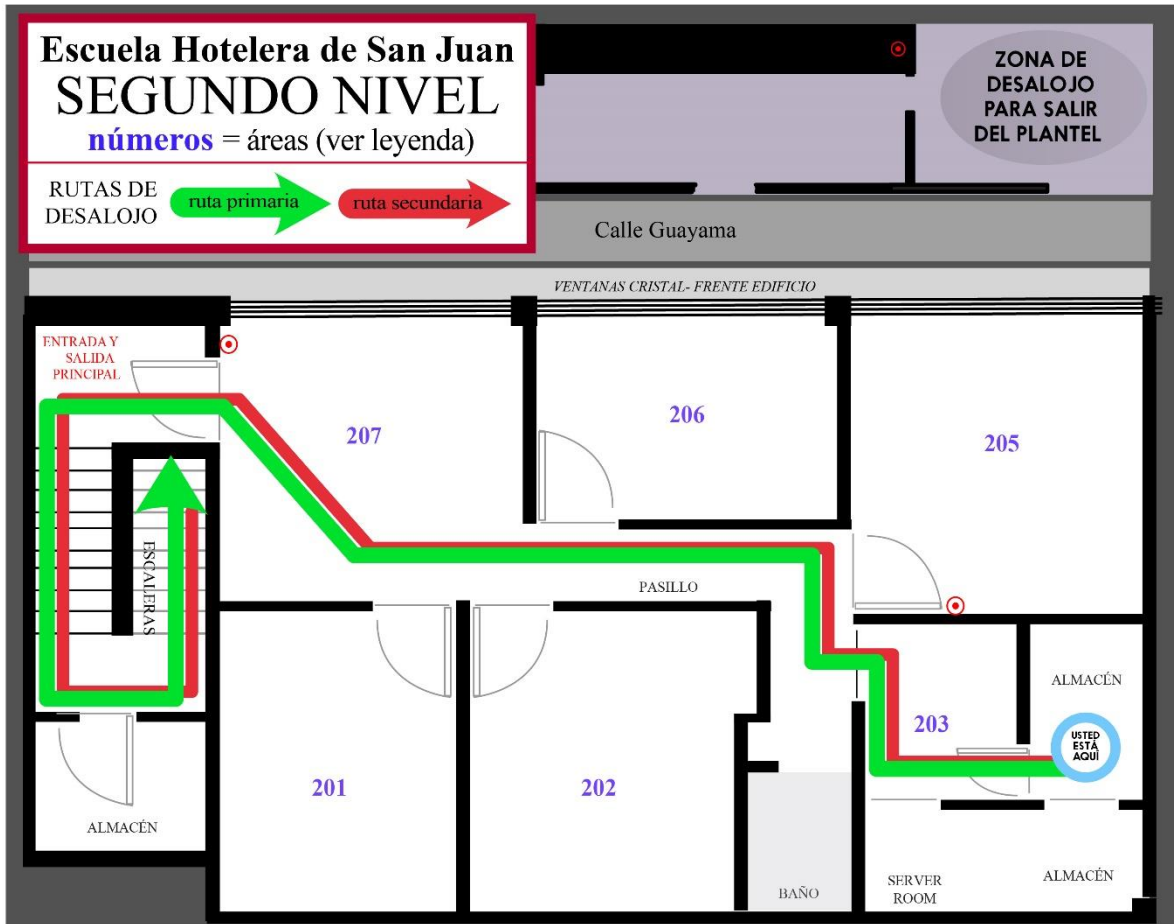 Escuela Hotelera de San Juan
SEGUNDO NIVEL
números = áreas (ver leyenda)
RUTAS DE
DESALOJO
ruta primaria
ruta secundaria
ZONA DE
DESALOJO
PARA SALIR
DEL PLANTEL
Calle Guayama
VENTANAS CRISTAL- FRENTE EDIFICIO
ENTRADA Y
SALIDA
PRINCIPAL
207
206
205
ESCALERAS
PASILLO
ALMACÉN
203
USTED
ESTÁ
AQUÍ
201
202
ALMACÉN
BAÑO
SERVER
ROOM
ALMACÉN